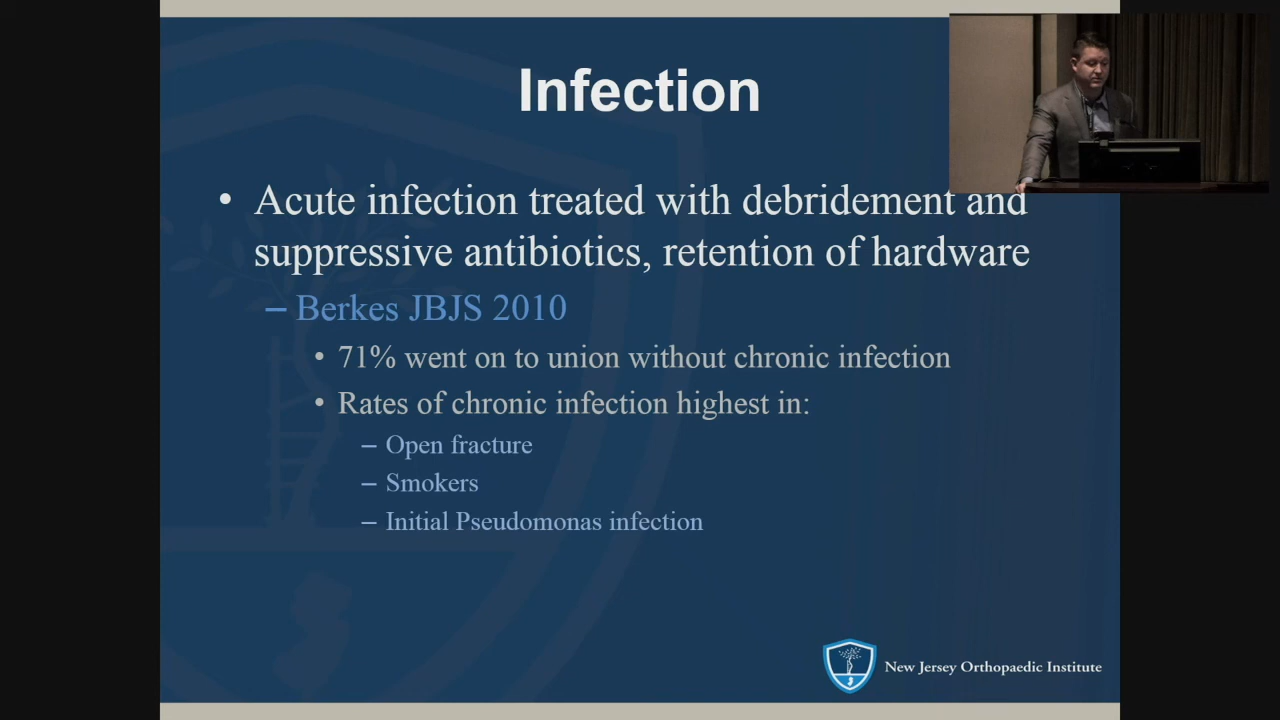 Infection
• Acute infection treated with debridement and
suppressive antibiotics, retention of hardware
– Berkes JBJS 2010
• 71% went on to union without chronic infection
• Rates of chronic infection highest in:
– Open fracture
– Smokers
– Initial Pseudomonas infection
New Jersey Orthopaedic Institute